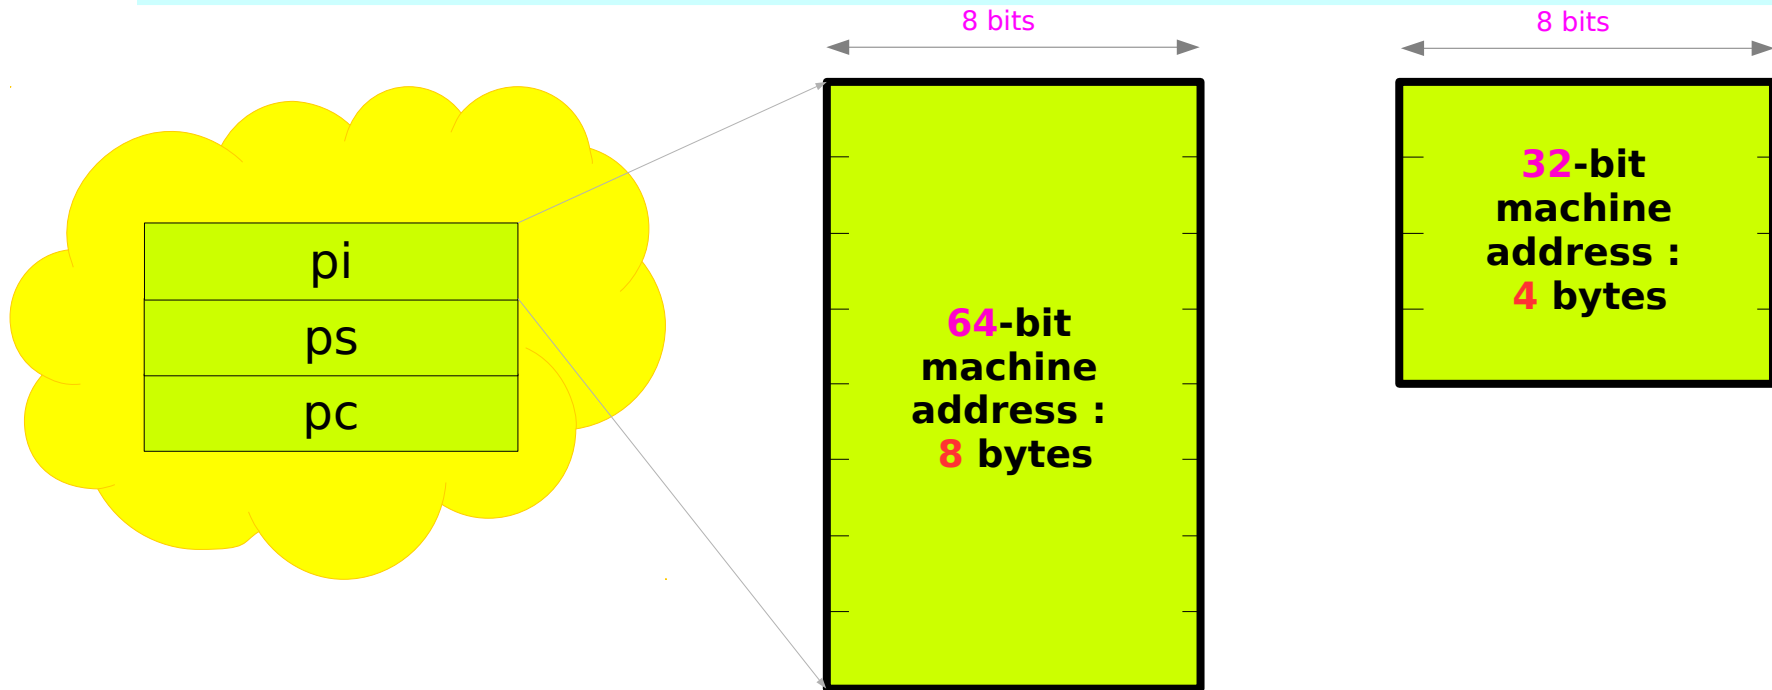 8 bits
8 bits
pi
ps
pc
64-bit
machine
address :
8 bytes
32-bit
machine
address :
4 bytes